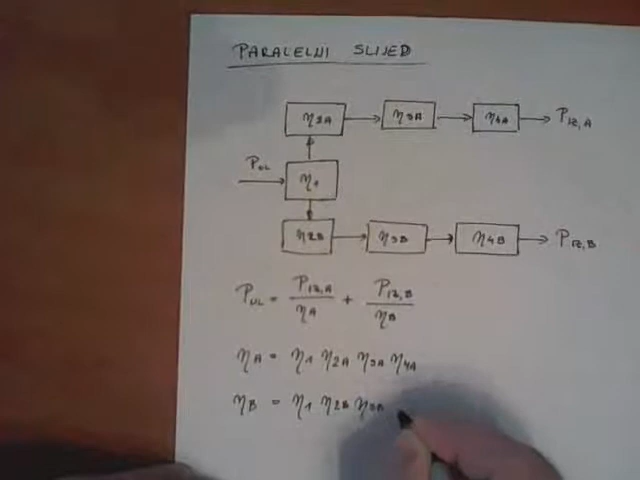 PARALELNI SLIJED
η2A η3A η4A P_IZ,A
P_UL η1
η2B η3B η4B P_IZ,B
P_UL = P_IZ,A / ηA + P_IZ,B / ηB
ηA = η1 η2A η3A η4A
ηB = η1 η2B η3B